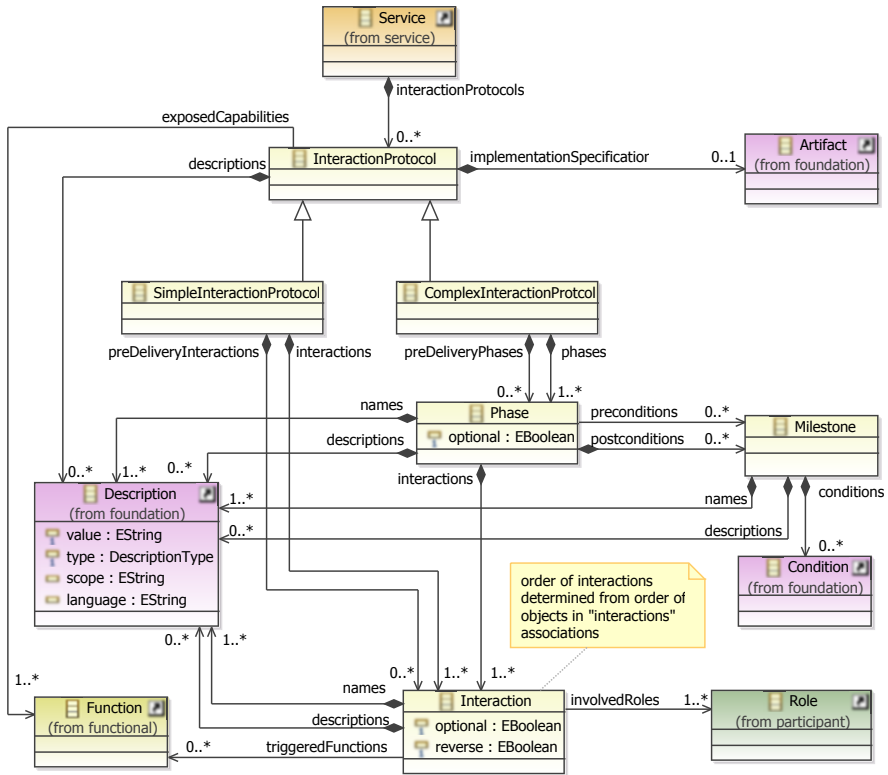 Service
(from service)
interactionProtocols
exposedCapabilities
0..*
InteractionProtocol
implementationSpecificatior
0..1
Artifact
(from foundation)
descriptions
SimpleInteractionProtocol
ComplexInteractionProtcol
preDeliveryInteractions
interactions
preDeliveryPhases
phases
0..*
1..*
names
Phase
preconditions
0..*
optional : EBoolean
postconditions
0..*
Milestone
descriptions
interactions
0..*
1..*
0..*
Description
(from foundation)
value : EString
type : DescriptionType
scope : EString
language : EString
1..*
names
conditions
0..*
descriptions
0..*
Condition
(from foundation)
order of interactions
determined from order of
objects in "interactions"
associations
0..*
1..*
0..*
1..*
1..*
1..*
Function
(from functional)
names
descriptions
0..*
triggeredFunctions
Interaction
optional : EBoolean
reverse : EBoolean
involvedRoles
1..*
Role
(from participant)